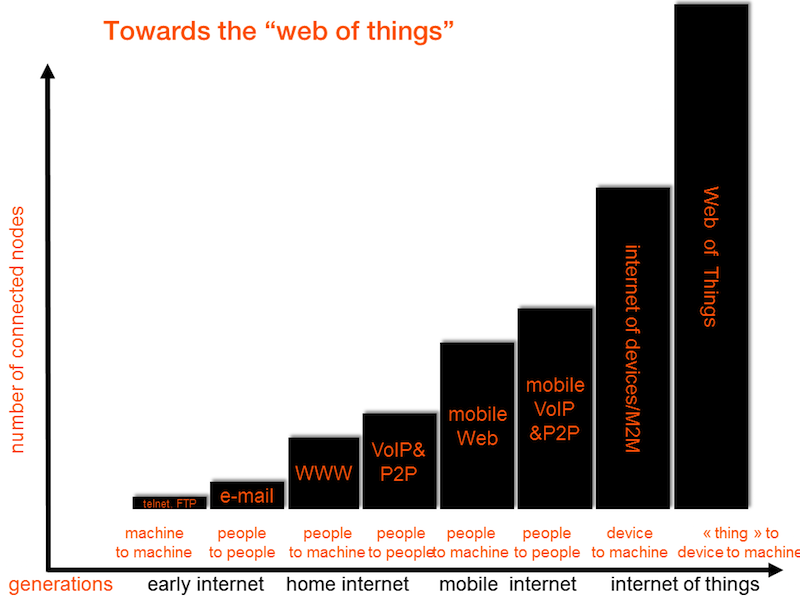 Towards the “web of things”
number of connected nodes
telnet. FTP
e-mail
WWW
VoIP&
P2P
mobile
Web
mobile
VoIP
&P2P
internet of devices/M2M
Web of Things
machine
to machine
people
to people
people
to machine
people
to people
people
to machine
people
to people
device
to machine
« thing » to
device to machine
generations
early internet
home internet
mobile internet
internet of things